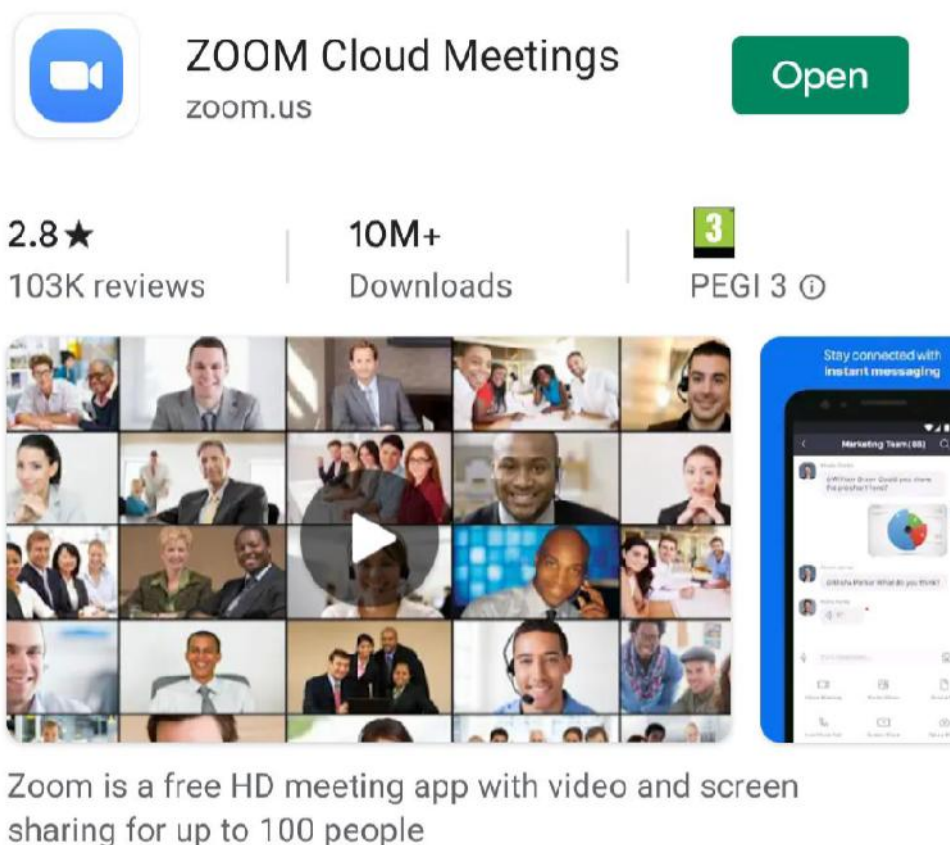 ZOOM Cloud Meetings
zoom.us
Open
2.8★
103K reviews
10M+
Downloads
3
PEGI 3
Stay connected with
instant messaging
Marketing Team(88)
Zoom is a free HD meeting app with video and screen
sharing for up to 100 people